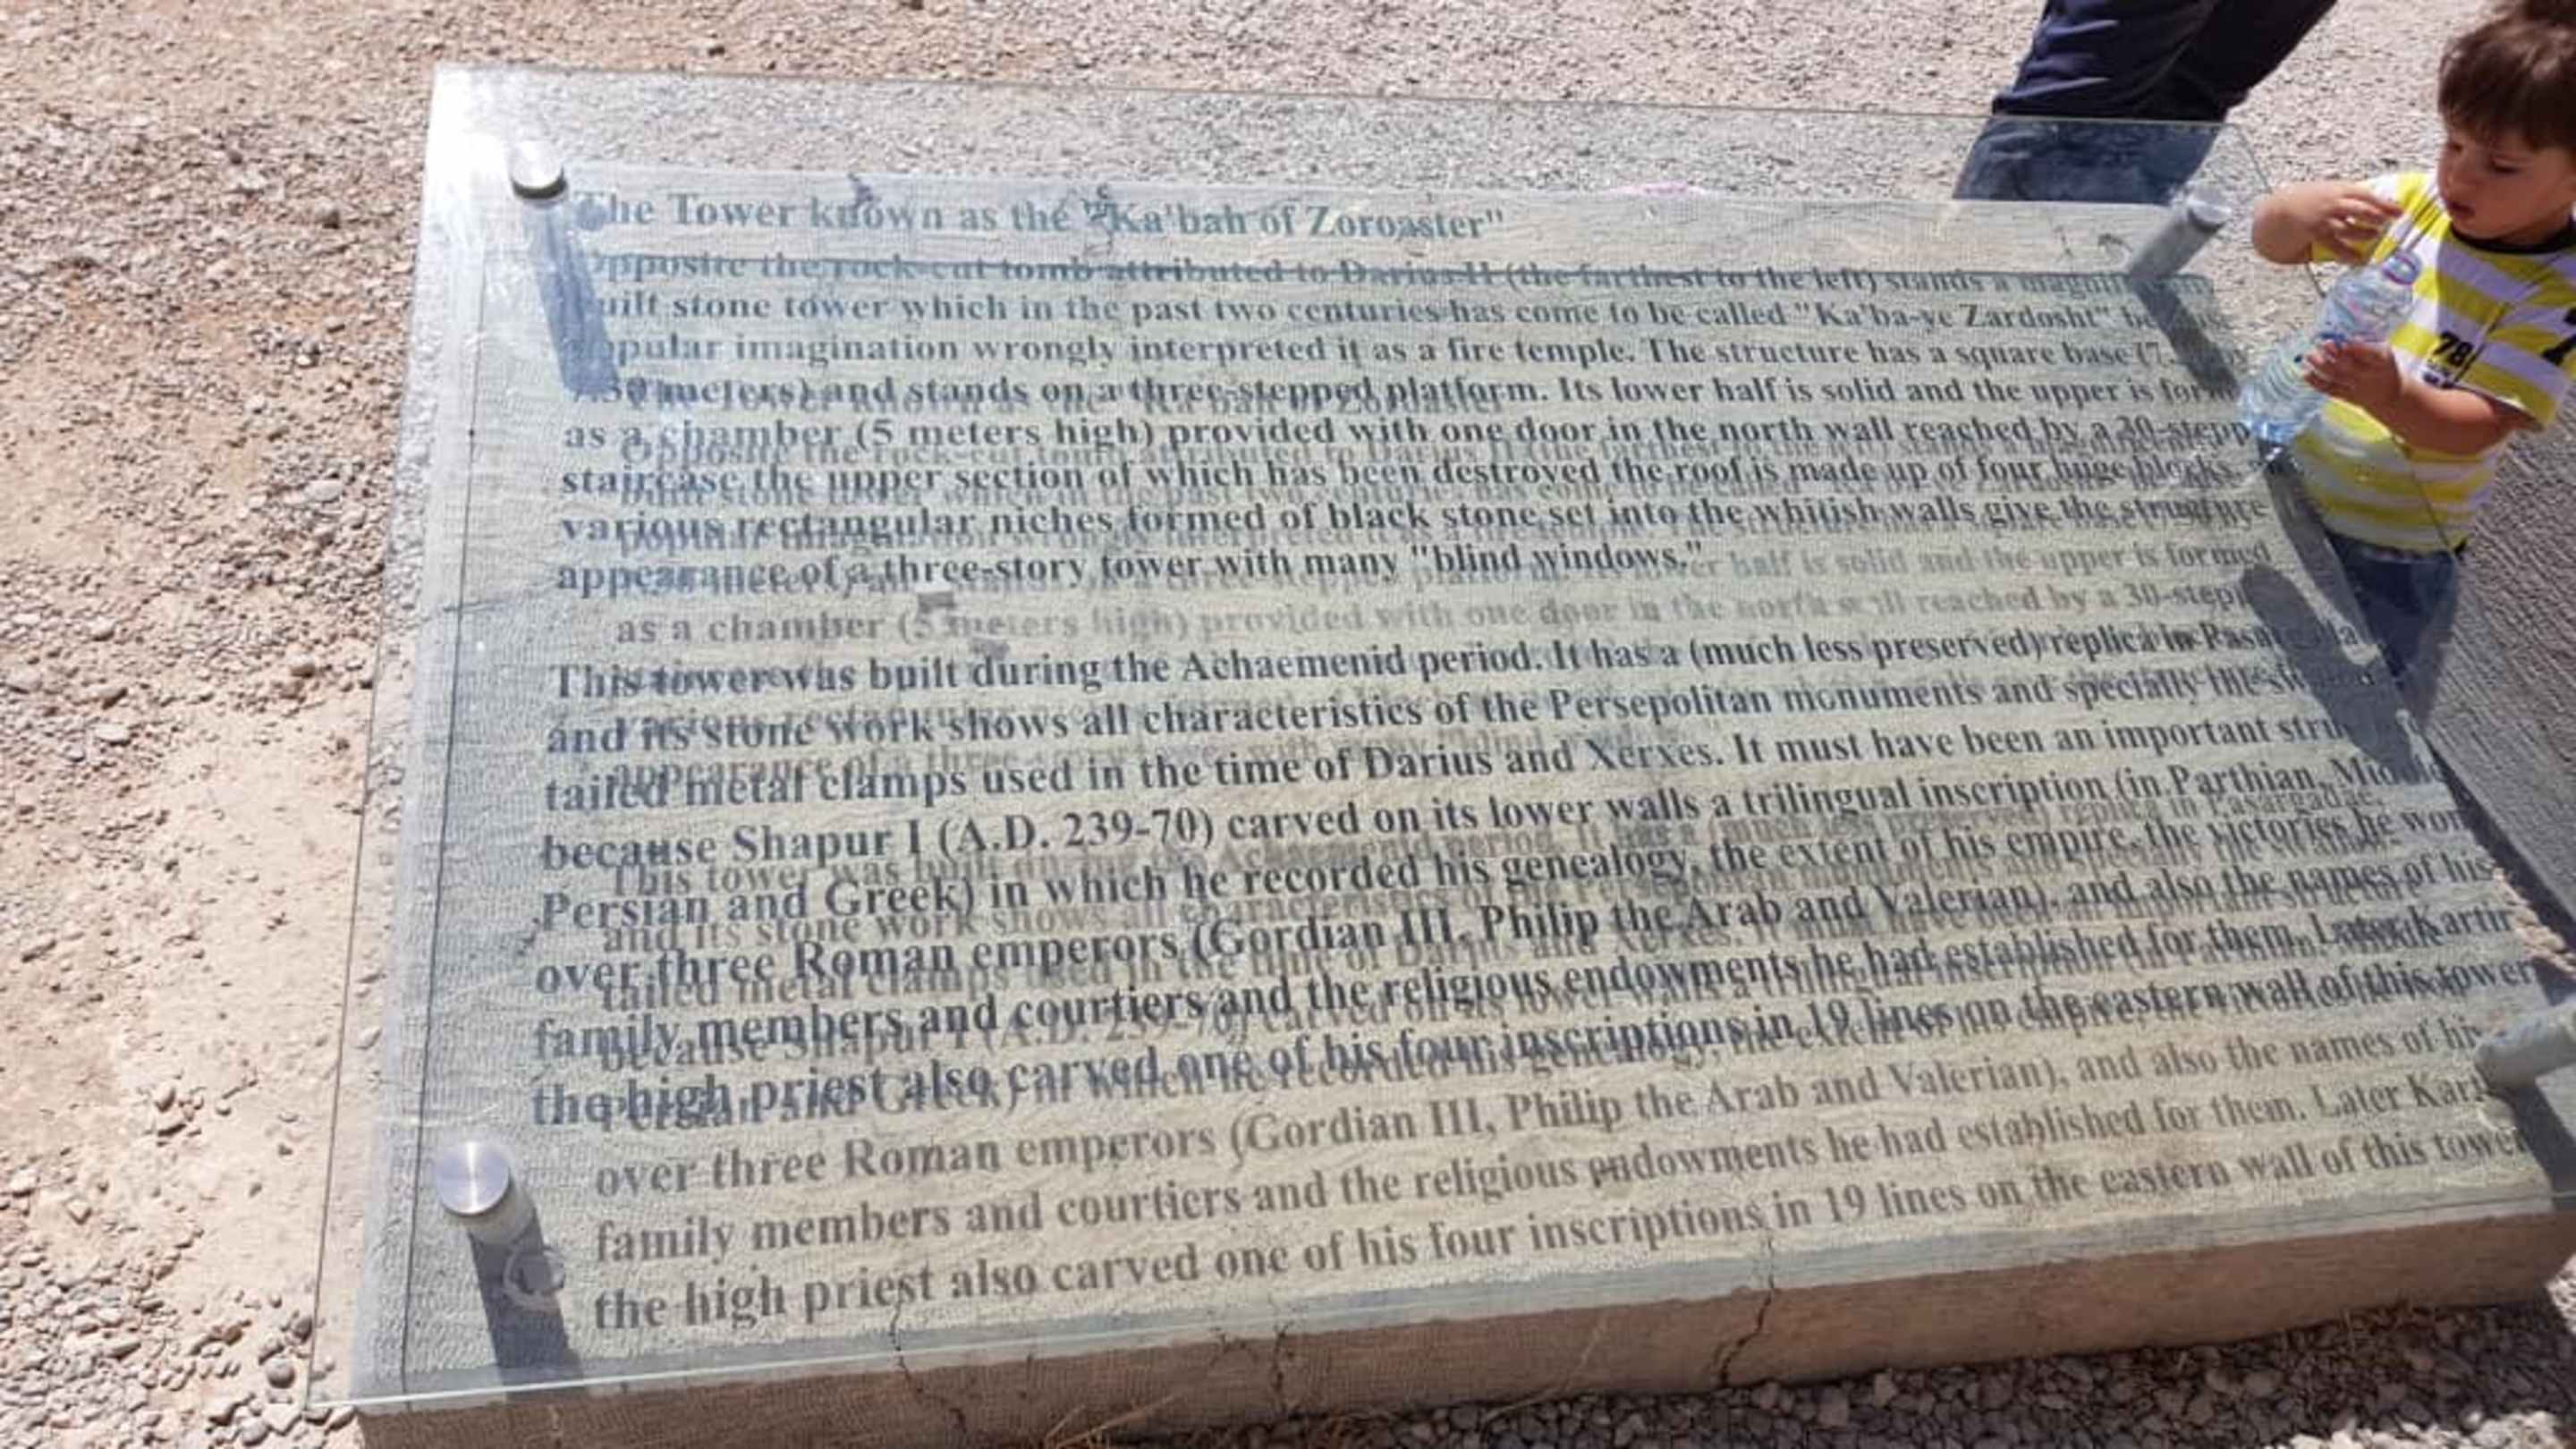 The Tower known as the "Ka'bah of Zoroaster"
Opposite the rock-cut tomb attributed to Darius II (the farthest to the left) stands a
built stone tower which in the past two centuries has come to be called "Ka'ba-ye Zardosht"
popular imagination wrongly interpreted it as a fire temple. The structure has a square base
7.30 meters) and stands on a three-stepped platform. Its lower half is solid and the upper is formed
as a chamber (5 meters high) provided with one door in the north wall reached by a 30-stepp
staircase the upper section of which has been destroyed the roof is made up of four huge blocks
various rectangular niches formed of black stone set into the whitish walls give the structure
appearance of a three-story tower with many "blind windows."
This tower was built during the Achaemenid period. It has a (much less preserved) replica in Pasargadae,
and its stone work shows all characteristics of the Persepolitan monuments and specially the
tailed metal clamps used in the time of Darius and Xerxes. It must have been an important structure
because Shapur I (A.D. 239-70) carved on its lower walls a trilingual inscription (in Parthian, Middle
Persian and Greek) in which he recorded his genealogy, the extent of his empire, the victoriss he won
over three Roman emperors (Gordian III, Philip the Arab and Valerian), and also the names of his
family members and courtiers and the religious endowments he had established for them. Later Kartir
the high priest also carved one of his four inscriptions in 19 lines on the eastern wall of this tower
78